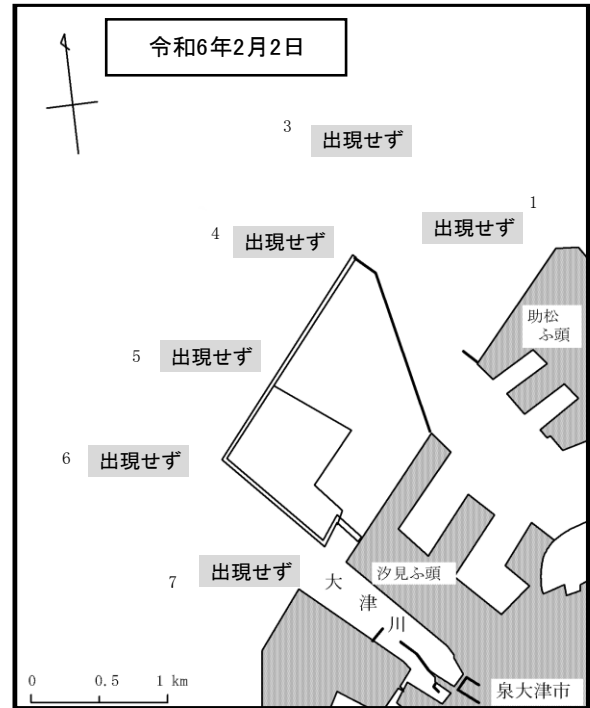 令和6年2月2日
3
出現せず
1
出現せず
4
出現せず
助松
ふ頭
5
出現せず
6
出現せず
7
出現せず
汐見ふ頭
大
津
川
0 0.5 1 km
泉大津市